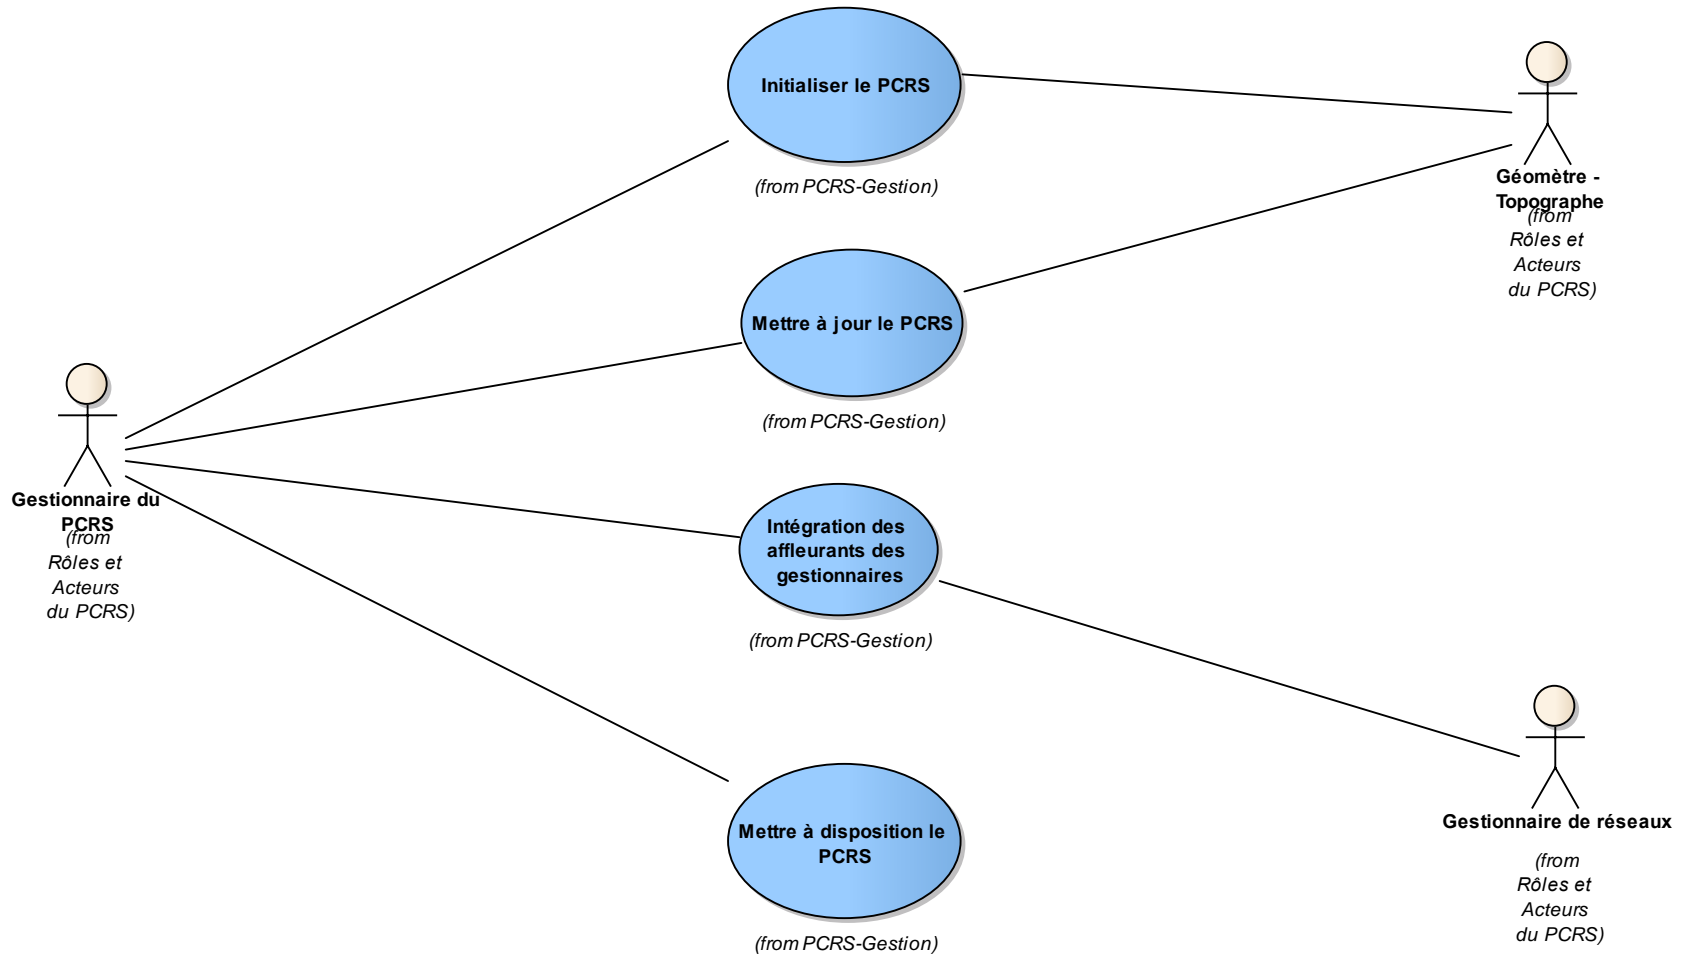 Initialiser le PCRS
(from PCRS-Gestion)
Géomètre -
Topographe
(from
Rôles et
Acteurs
du PCRS)
Mettre à jour le PCRS
(from PCRS-Gestion)
Gestionnaire du
PCRS
(from
Rôles et
Acteurs
du PCRS)
Intégration des
affleurants des
gestionnaires
(from PCRS-Gestion)
Mettre à disposition le
PCRS
(from PCRS-Gestion)
Gestionnaire de réseaux
(from
Rôles et
Acteurs
du PCRS)